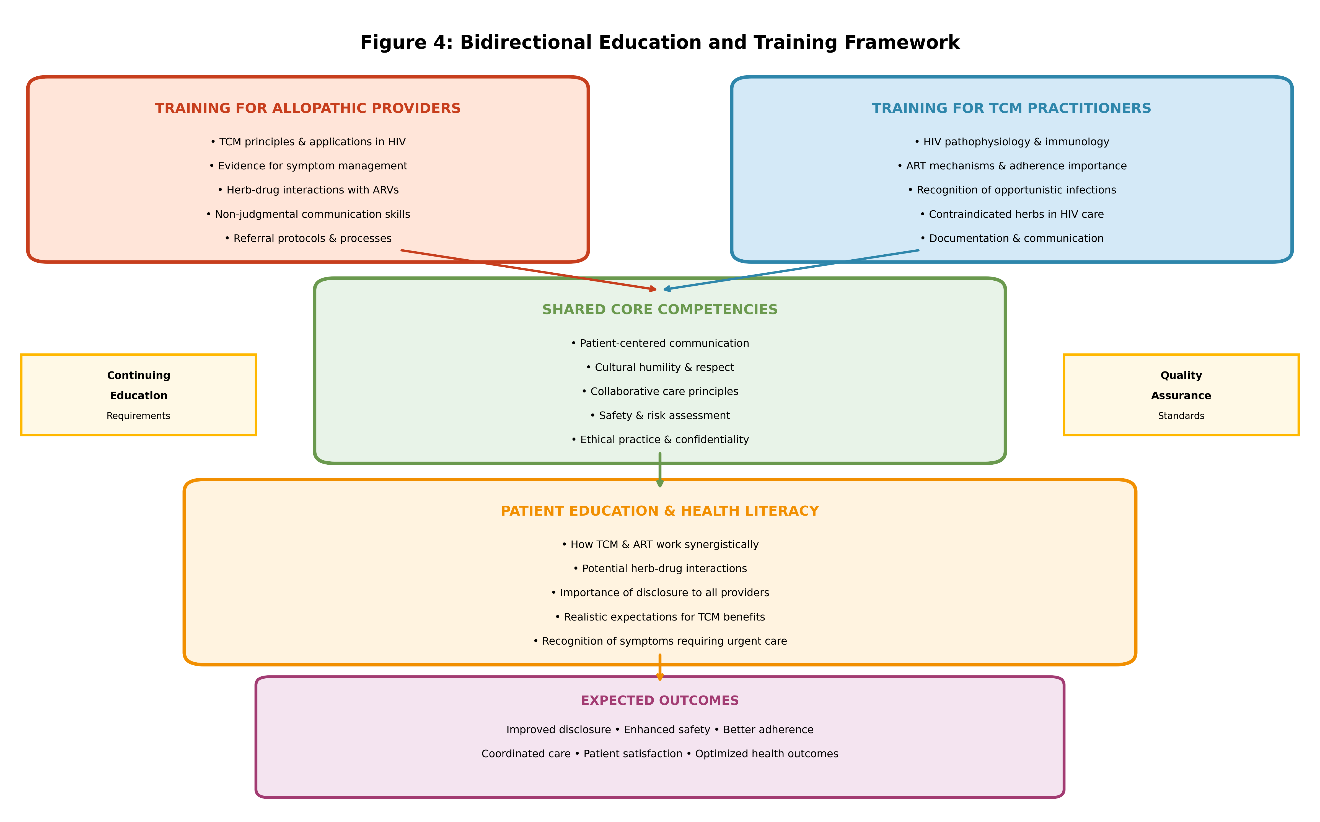 Figure 4: Bidirectional Education and Training Framework
TRAINING FOR ALLOPATHIC PROVIDERS
• TCM principles & applications in HIV
• Evidence for symptom management
• Herb-drug interactions with ARVs
• Non-judgmental communication skills
• Referral protocols & processes
TRAINING FOR TCM PRACTITIONERS
• HIV pathophysiology & immunology
• ART mechanisms & adherence importance
• Recognition of opportunistic infections
• Contraindicated herbs in HIV care
• Documentation & communication
SHARED CORE COMPETENCIES
• Patient-centered communication
• Cultural humility & respect
• Collaborative care principles
• Safety & risk assessment
• Ethical practice & confidentiality
Continuing
Education
Requirements
Quality
Assurance
Standards
PATIENT EDUCATION & HEALTH LITERACY
• How TCM & ART work synergistically
• Potential herb-drug interactions
• Importance of disclosure to all providers
• Realistic expectations for TCM benefits
• Recognition of symptoms requiring urgent care
EXPECTED OUTCOMES
Improved disclosure • Enhanced safety • Better adherence
Coordinated care • Patient satisfaction • Optimized health outcomes